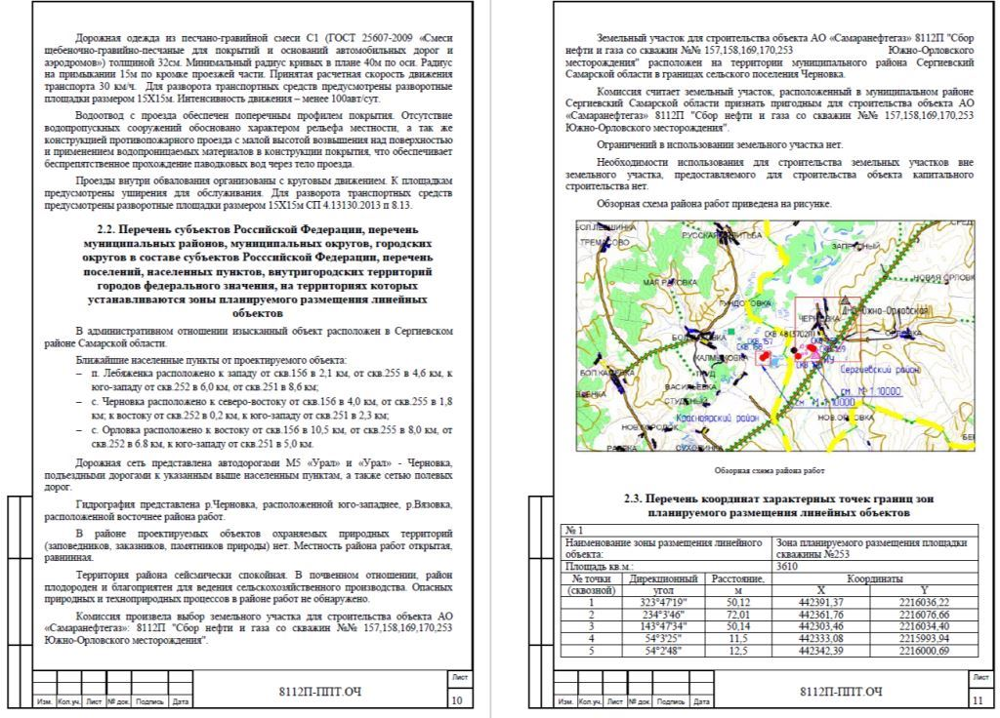 Дорожная одежда из песчано-гравийной смеси С1 (ГОСТ 25607-2009 «Смеси
щебеночно-гравийно-песчаные для покрытий и оснований автомобильных дорог и
аэродромов») толщиной 32см. Минимальный радиус кривых в плане 40м по оси. Радиус
на примыкании 15м по кромке проезжей части. Принятая расчетная скорость движения
транспорта 30 км/ч. Для разворота транспортных средств предусмотрены разворотные
площадки размером 15Х15м. Интенсивность движения – менее 100авт/сут.
Водоотвод с проезда обеспечен поперечным профилем покрытия. Отсутствие
водопропускных сооружений обосновано характером рельефа местности, а так же
конструкцией противопожарного проезда с малой высотой возвышения над поверхностью
и применением водопроницаемых материалов в конструкции покрытия, что обеспечивает
беспрепятственное прохождение паводковых вод через тело проезда.
Проезды внутри обвалования организованы с круговым движением. К площадкам
предусмотрены уширения для обслуживания. Для разворота транспортных средств
предусмотрены разворотные площадки размером 15Х15м СП 4.13130.2013 п 8.13.
2.2. Перечень субъектов Российской Федерации, перечень
муниципальных районов, муниципальных округов, городских
округов в составе субъектов Росссийской Федерации, перечень
поселений, населенных пунктов, внутригородских территорий
городов федерального значения, на территориях которых
устанавливаются зоны планируемого размещения линейных
объектов
В административном отношении изысканный объект расположен в Сергиевском
районе Самарской области.
Ближайшие населенные пункты от проектируемого объекта:
– п. Лебяженка расположено к западу от скв.156 в 2,1 км, от скв.255 в 4,6 км, к
юго-западу от скв.252 в 6,0 км, от скв.251 в 8,6 км;
– с. Черновка расположено к северо-востоку от скв.156 в 4,0 км, от скв.255 в 1,8
км; к востоку от скв.252 в 0,2 км, к юго-западу от скв.251 в 2,3 км;
– с. Орловка расположено к востоку от скв.156 в 10,5 км, от скв.255 в 8,0 км, от
скв.252 в 6.8 км, к юго-западу от скв.251 в 5,0 км.
Дорожная сеть представлена автодорогами М5 «Урал» и «Урал» - Черновка,
подъездными дорогами к указанным выше населенным пунктам, а также сетью полевых
дорог.
Гидрография представлена р.Черновка, расположенной юго-западнее, р.Вязовка,
расположенной восточнее района работ.
В районе проектируемых объектов охраняемых природных территорий
(заповедников, заказников, памятников природы) нет. Местность района работ открытая,
равнинная.
Территория района сейсмически спокойная. В почвенном отношении, район
плодороден и благоприятен для ведения сельскохозяйственного производства. Опасных
природных и техноприродных процессов в районе работ не обнаружено.
Комиссия произвела выбор земельного участка для строительства объекта АО
«Самаранефтегаз»: 8112П "Сбор нефти и газа со скважин №№ 157,158,169,170,253
Южно-Орловского месторождения".
Изм. Кол.уч. Лист № док. Подпись Дата
8112П-ППТ.ОЧ
Лист
10
Земельный участок для строительства объекта АО «Самаранефтегаз» 8112П "Сбор
нефти и газа со скважин №№ 157,158,169,170,253 Южно-Орловского
месторождения" расположен на территории муниципального района Сергиевский
Самарской области в границах сельского поселения Черновка.
Комиссия считает земельный участок, расположенный в муниципальном районе
Сергиевский Самарской области признать пригодным для строительства объекта АО
«Самаранефтегаз» 8112П "Сбор нефти и газа со скважин №№ 157,158,169,170,253
Южно-Орловского месторождения".
Ограничений в использовании земельного участка нет.
Необходимости использования для строительства земельных участков вне
земельного участка, предоставляемого для строительства объекта капитального
строительства нет.
Обзорная схема района работ приведена на рисунке.
МАЯ РАКОВКА
ЧЕРНОВКА
Южно-Орловская
ОРЛОВКА
СКВ 157
КАЛМЫКОВКА
ТРУД
Сергиевский район
ВАСИЛЬЕВКА
см. № 1:10000
СТУДЕНЫЙ
см М 1:10000
Красноярский район
НОВ.ОРЛОВКА
Обзорная схема района работ
2.3. Перечень координат характерных точек границ зон
планируемого размещения линейных объектов
№ 1
Наименование зоны размещения линейного объекта: Зона планируемого размещения площадки скважины №253
Площадь кв.м.: 3610
№ точки (сквозной) Дирекционный угол Расстояние, м Координаты
X Y
1 323°47'19" 50,12 442391,37 2216036,22
2 234°3'46" 72,01 442361,76 2216076,66
3 143°47'34" 50,14 442303,46 2216034,40
4 54°3'25" 11,5 442333,08 2215993,94
5 54°2'48" 12,5 442342,39 2216000,69
Изм. Кол.уч. Лист № док. Подпись Дата
8112П-ППТ.ОЧ
Лист
11